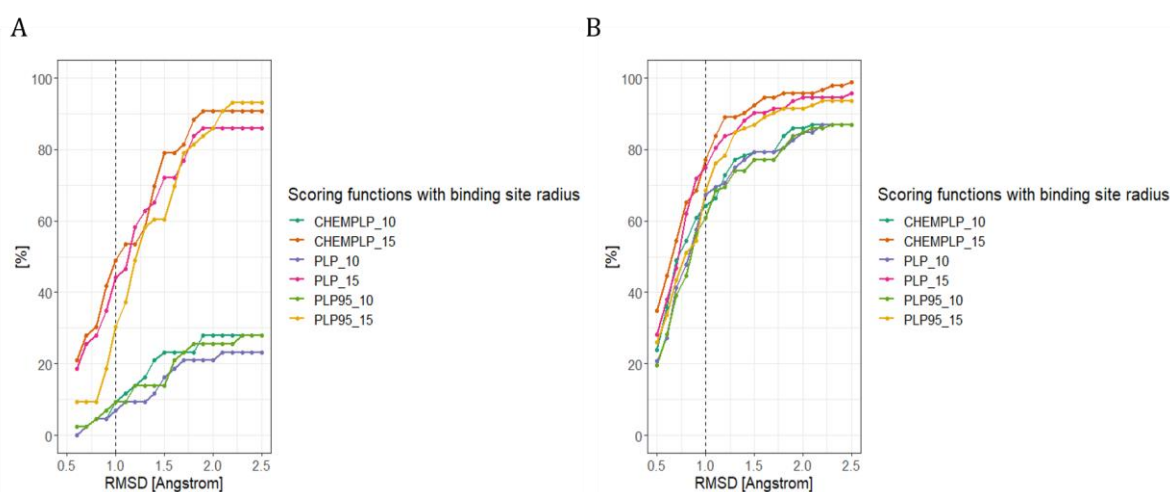 A
100
80
60
40
20
0
[%]
0.5 1.0 1.5 2.0 2.5
RMSD [Angstrom]
Scoring functions with binding site radius
CHEMPLP_10
CHEMPLP_15
PLP_10
PLP_15
PLP95_10
PLP95_15
B
100
80
60
40
20
0
[%]
0.5 1.0 1.5 2.0 2.5
RMSD [Angstrom]
Scoring functions with binding site radius
CHEMPLP_10
CHEMPLP_15
PLP_10
PLP_15
PLP95_10
PLP95_15